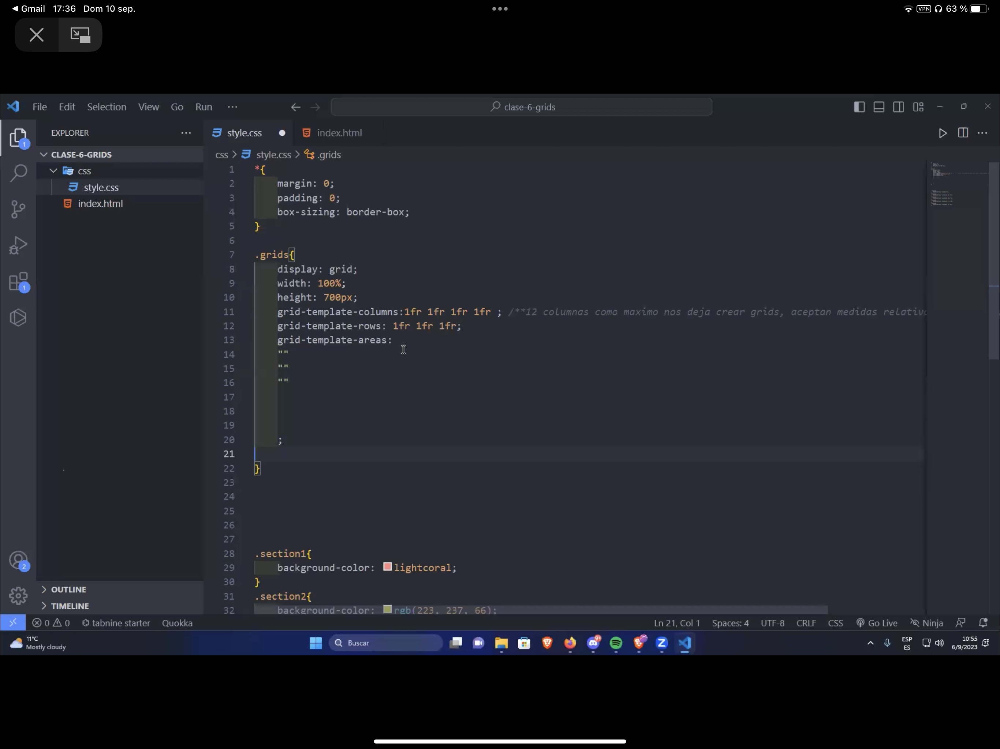 Gmail 17:36 Dom 10 sep.
VPN 63 %
File Edit Selection View Go Run
clase-6-grids
EXPLORER
style.css index.html
CLASE-6-GRIDS
css > style.css > .grids
css
style.css
index.html
1 *{
2 margin: 0;
3 padding: 0;
4 box-sizing: border-box;
5 }
6
7 .grids{
8 display: grid;
9 width: 100%;
10 height: 700px;
11 grid-template-columns:1fr 1fr 1fr 1fr ; /**12 columnas como maximo nos deja crear grids, aceptan medidas
12 grid-template-rows: 1fr 1fr 1fr;
13 grid-template-areas:
14 ""
15 ""
16 ""
17
18
19
20 ;
21
22 }
23
24
25
26
27
28 .section1{
29 background-color: lightcoral;
30 }
31 .section2{
32 background-color: rgb(223, 237, 66);
OUTLINE
TIMELINE
1
1
2
0 0 tabnine starter Quokka
Ln 21, Col 1 Spaces: 4 UTF-8 CRLF CSS Go Live Ninja
11°C
Mostly cloudy
Buscar
9+
ESP
ES
10:55
6/9/2023